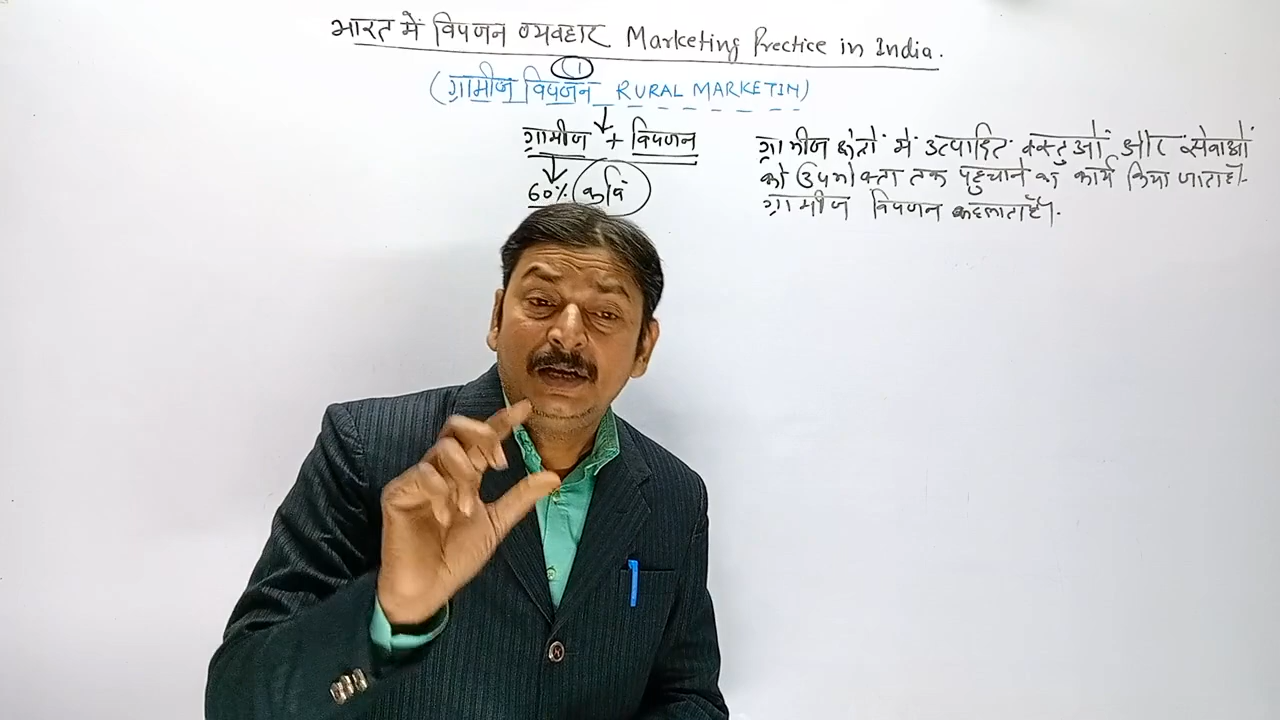 भारत में विपणन व्यवहार Marketing Prectice in India.
1
(ग्रामीण विपणन RURAL MARKETIN)
ग्रामीण + विपणन
60% कृषि
ग्रामीण क्षेत्रों में उत्पादित वस्तुओं और सेवाओं
को उपभोक्ता तक पहुचाने का कार्य किया जाता है।
ग्रामीण विपणन कहलाता है।